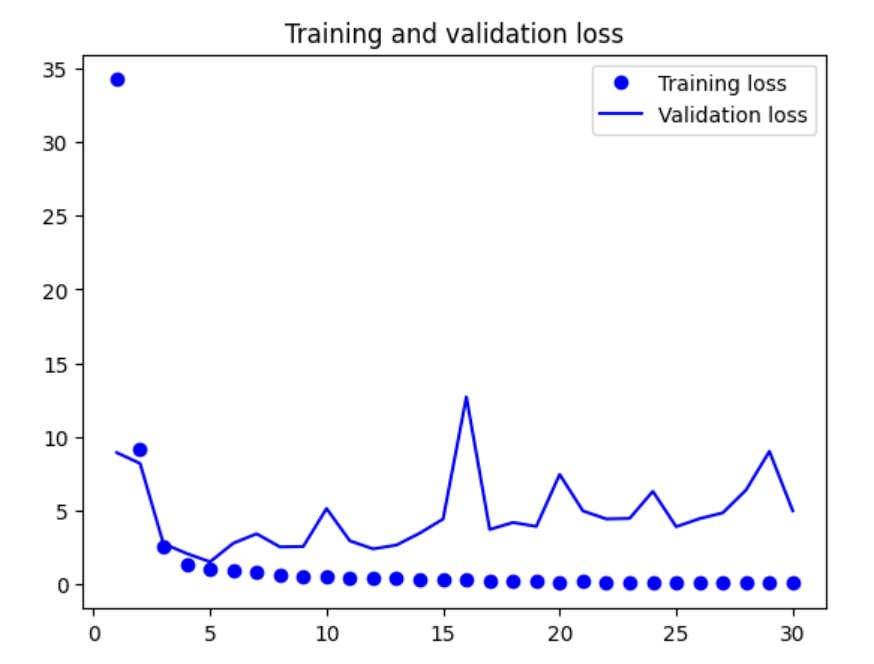 Training and validation loss
35
30
25
20
15
10
5
0
Training loss
Validation loss
0 5 10 15 20 25 30